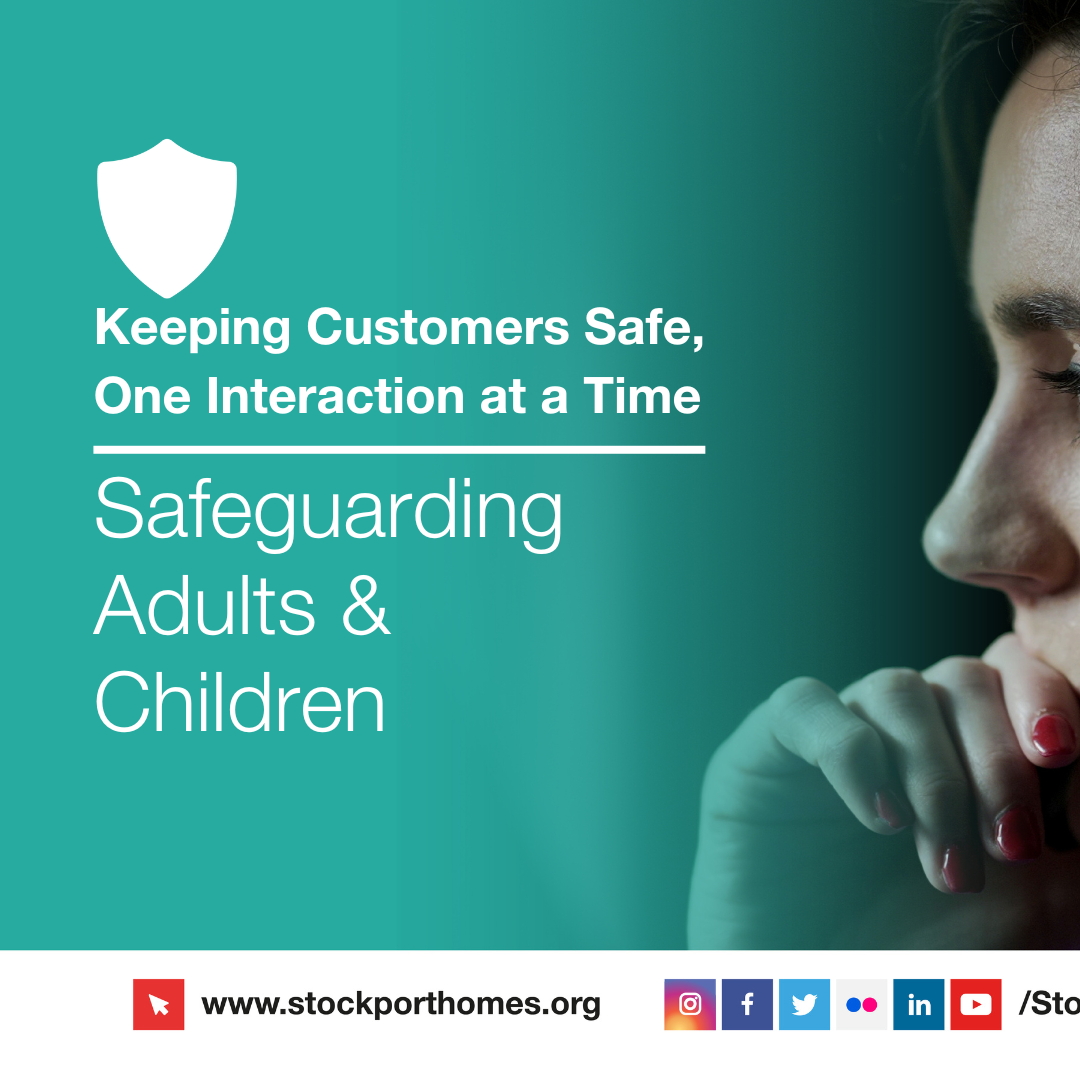 Keeping Customers Safe,
One Interaction at a Time
Safeguarding
Adults &
Children
www.stockporthomes.org
/Sto